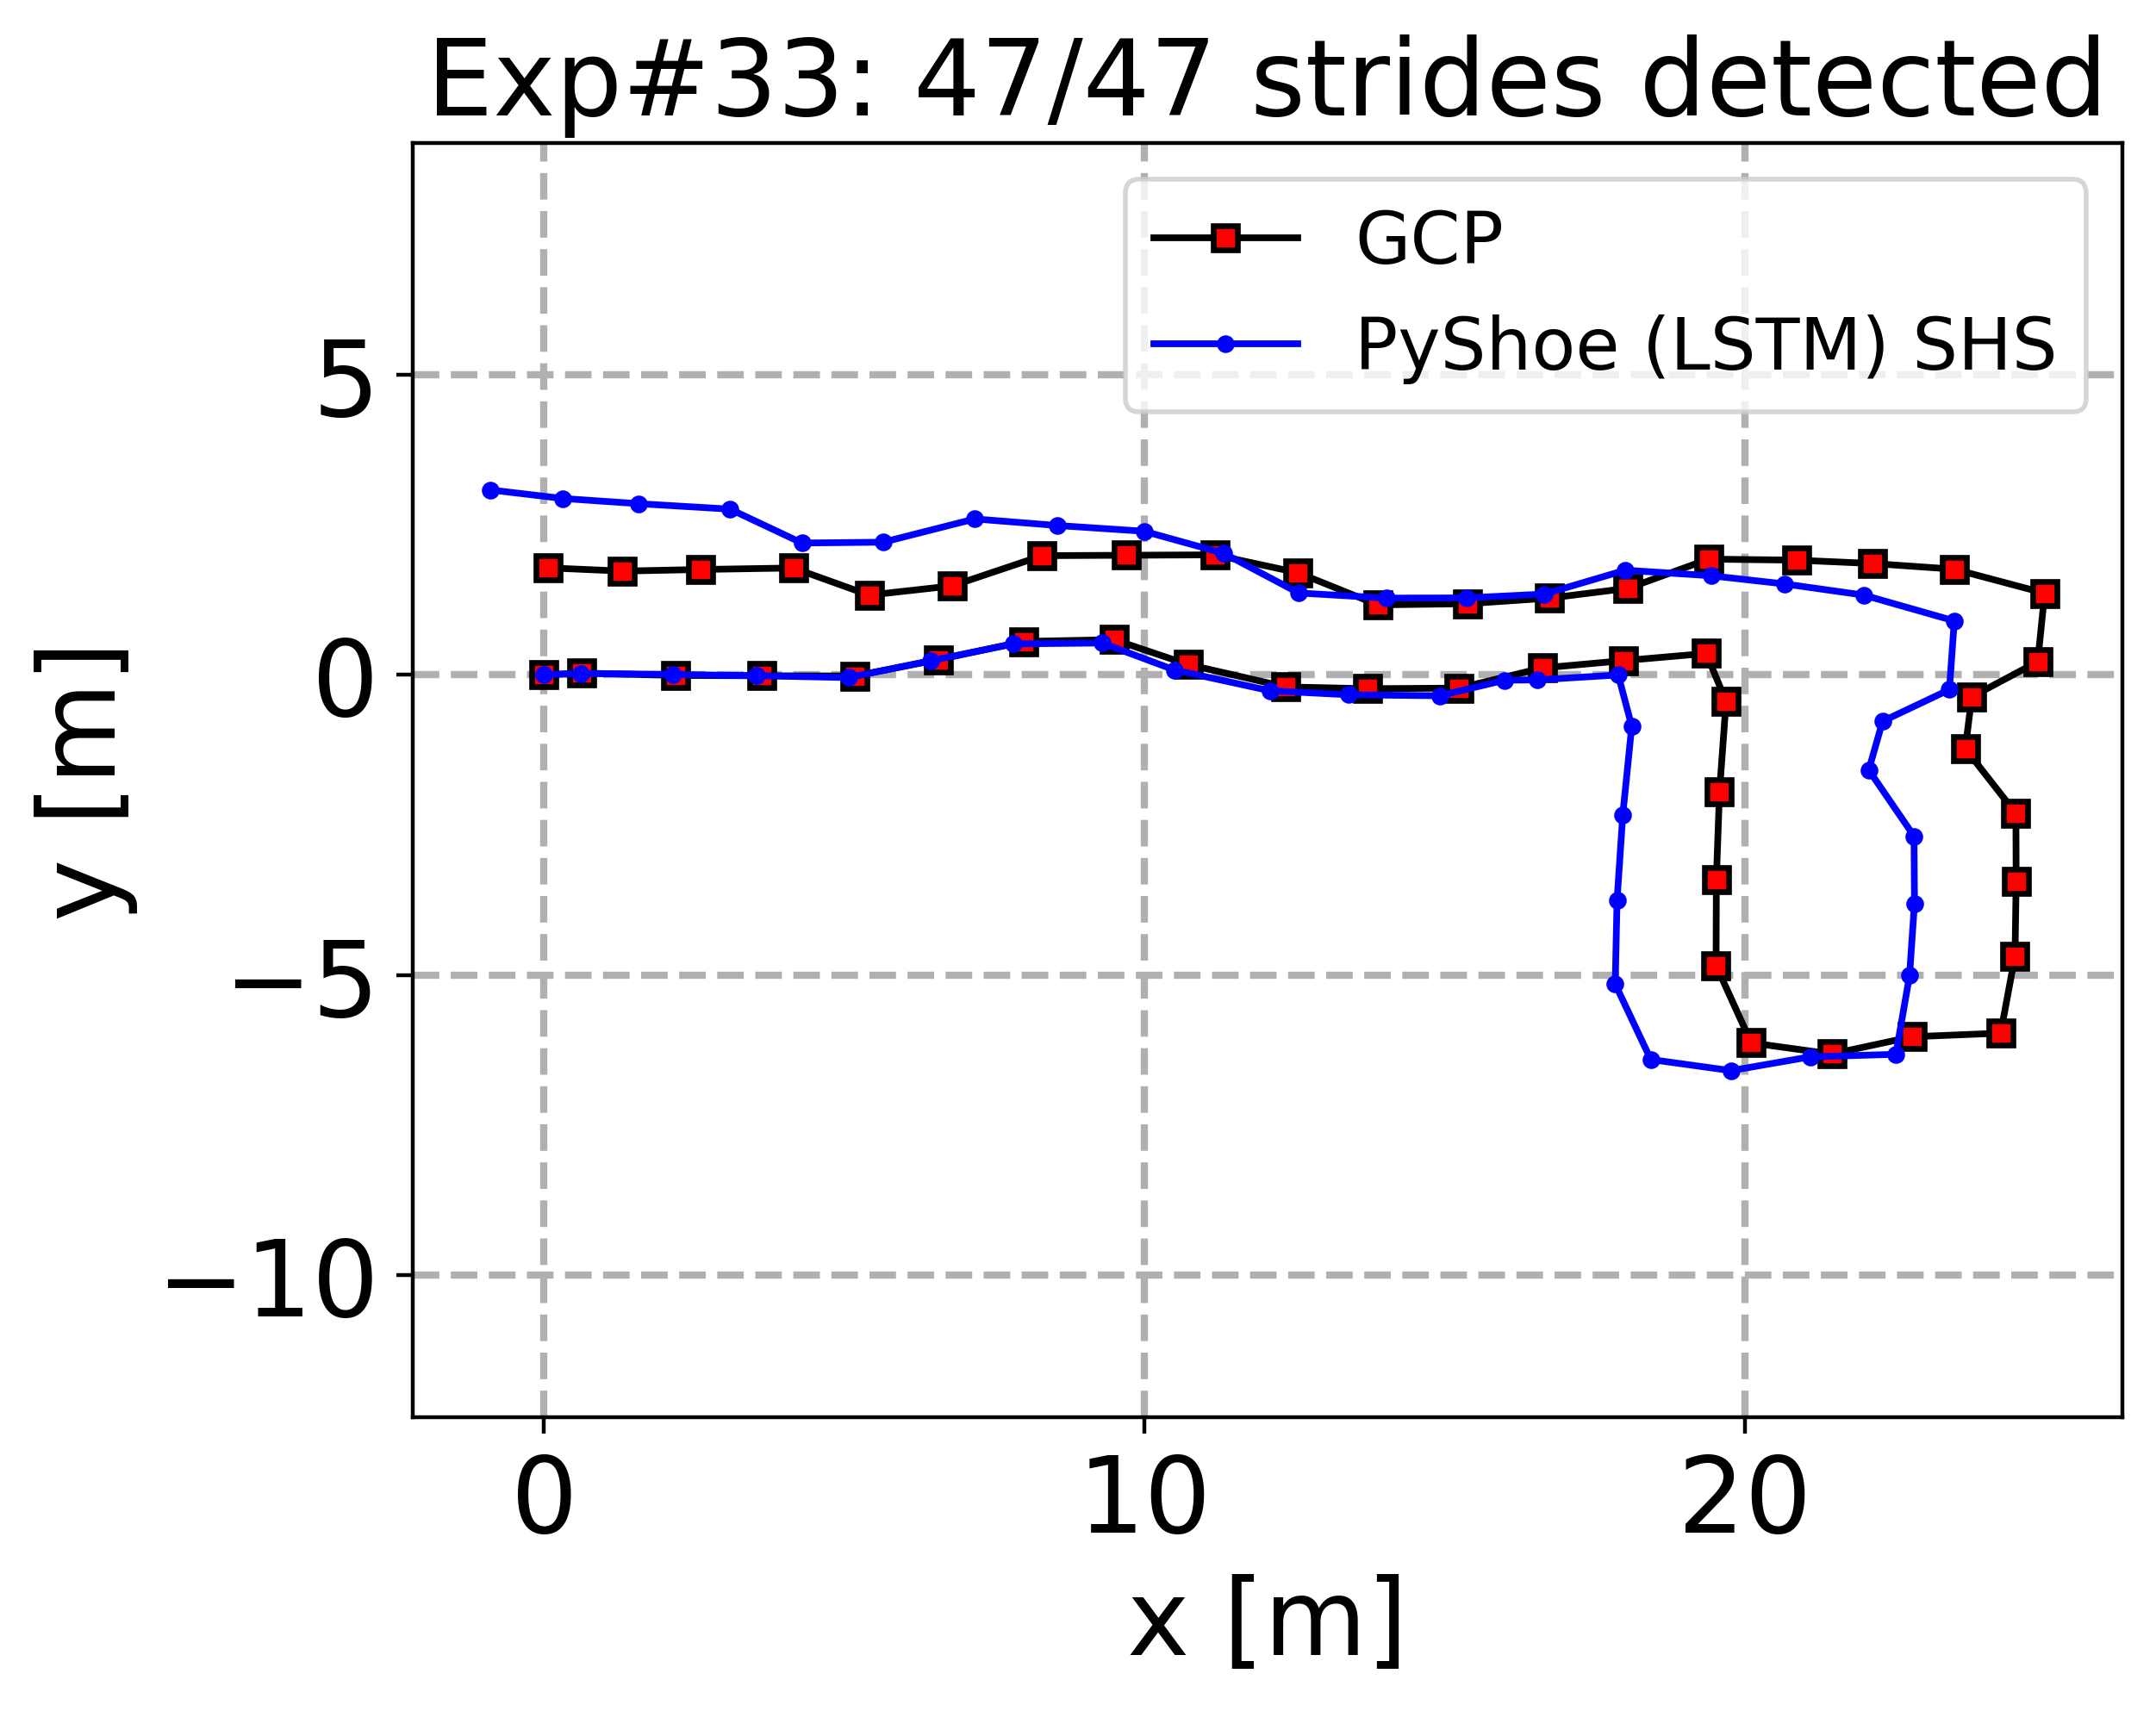 Exp#33: 47/47 strides detected
GCP
PyShoe (LSTM) SHS
5
0
−5
−10
y [m]
0 10 20
x [m]